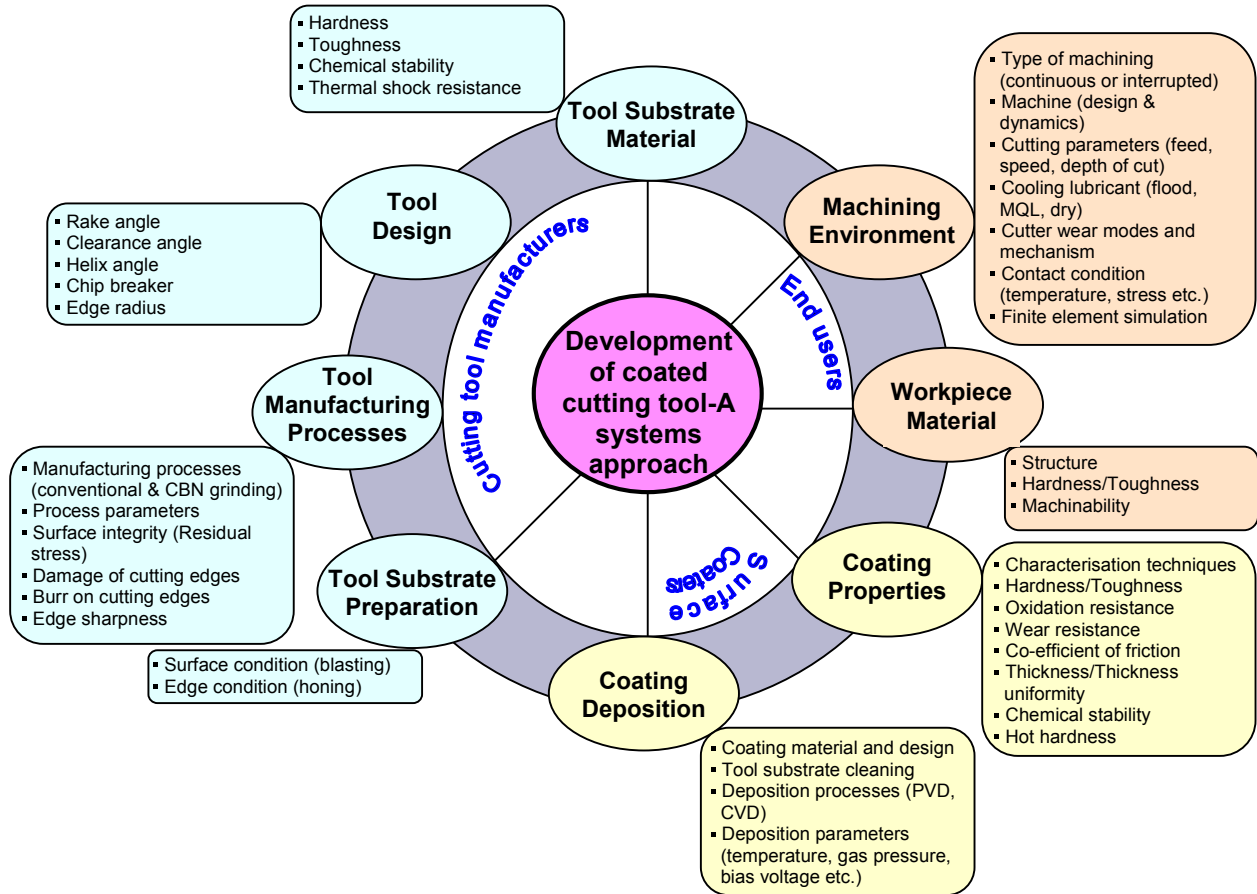 ▪ Hardness
▪ Toughness
▪ Chemical stability
▪ Thermal shock resistance
Tool Substrate
Material
▪ Type of machining
(continuous or interrupted)
▪ Machine (design &
dynamics)
▪ Cutting parameters (feed,
speed, depth of cut)
▪ Cooling lubricant (flood,
MQL, dry)
▪ Cutter wear modes and
mechanism
▪ Contact condition
(temperature, stress etc.)
▪ Finite element simulation
Machining
Environment
Tool
Design
▪ Rake angle
▪ Clearance angle
▪ Helix angle
▪ Chip breaker
▪ Edge radius
Cutting tool manufacturers
End users
Development
of coated
cutting tool-A
systems
approach
Tool
Manufacturing
Processes
Workpiece
Material
▪ Manufacturing processes
(conventional & CBN grinding)
▪ Process parameters
▪ Surface integrity (Residual
stress)
▪ Damage of cutting edges
▪ Burr on cutting edges
▪ Edge sharpness
▪ Structure
▪ Hardness/Toughness
▪ Machinability
Tool Substrate
Preparation
Surface
Coaters
Coating
Properties
▪ Characterisation techniques
▪ Hardness/Toughness
▪ Oxidation resistance
▪ Wear resistance
▪ Co-efficient of friction
▪ Thickness/Thickness
uniformity
▪ Chemical stability
▪ Hot hardness
▪ Surface condition (blasting)
▪ Edge condition (honing)
Coating
Deposition
▪ Coating material and design
▪ Tool substrate cleaning
▪ Deposition processes (PVD,
CVD)
▪ Deposition parameters
(temperature, gas pressure,
bias voltage etc.)